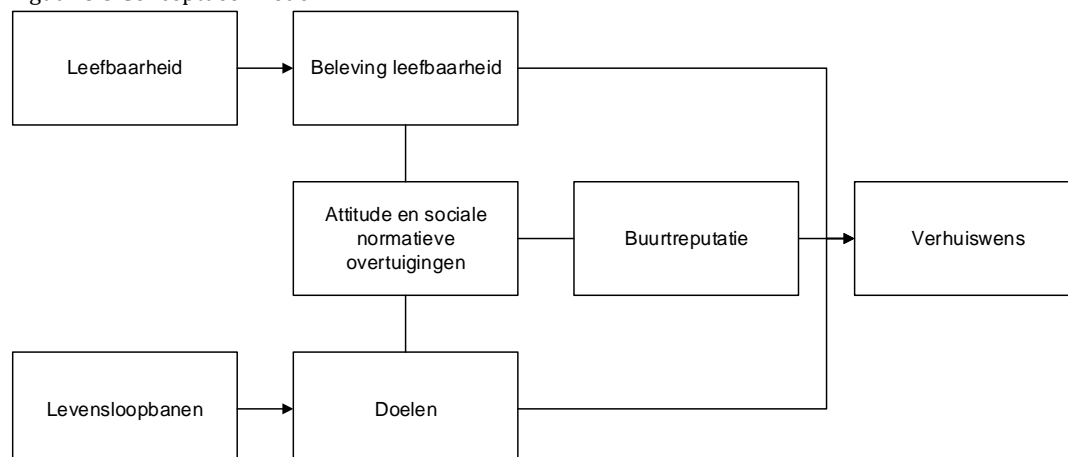 Leefbaarheid
Beleving leefbaarheid
Attitude en sociale
normatieve
overtuigingen
Buurtreputatie
Verhuiswens
Levensloopbanen
Doelen